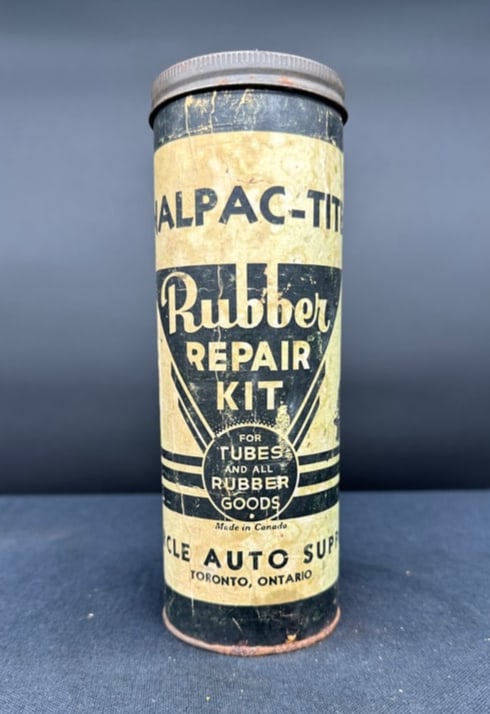 ALPAC-TIT
Rubber
REPAIR
KIT
FOR
TUBES
AND ALL
RUBBER
GOODS
Made in Canada
CLE AUTO SUPP
TORONTO, ONTARIO